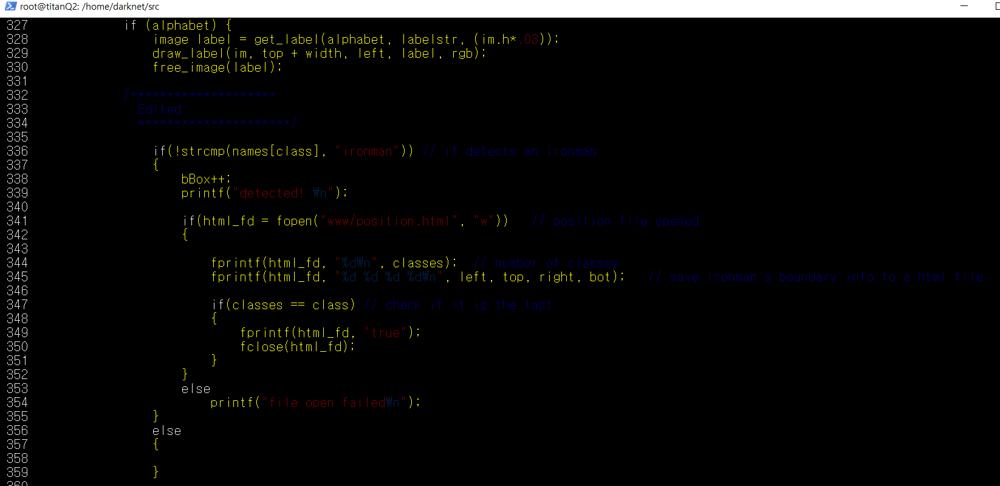 root@titanQ2: /home/darknet/src
327 if (alphabet) {
328 image label = get_label(alphabet, labelstr, (im.h*.03));
329 draw_label(im, top + width, left, label, rgb);
330 free_image(label);
331
332 /********************
333 Edited
334 *********************/
335
336 if(!strcmp(names[class], "ironman")) // if detects an ironman
337 {
338 bBox++;
339 printf("detected! ₩n");
340
341 if(html_fd = fopen("www/position.html", "w")) // position file opened
342 {
343
344 fprintf(html_fd, "%d₩n", classes); // number of classes
345 fprintf(html_fd, "%d %d %d %d₩n", left, top, right, bot); // save ironman's boundary info to a html file
346
347 if(classes == class) // check if it is the last
348 {
349 fprintf(html_fd, "true");
350 fclose(html_fd);
351 }
352 }
353 else
354 printf("file open failed₩n");
355 }
356 else
357 {
358
359 }
360